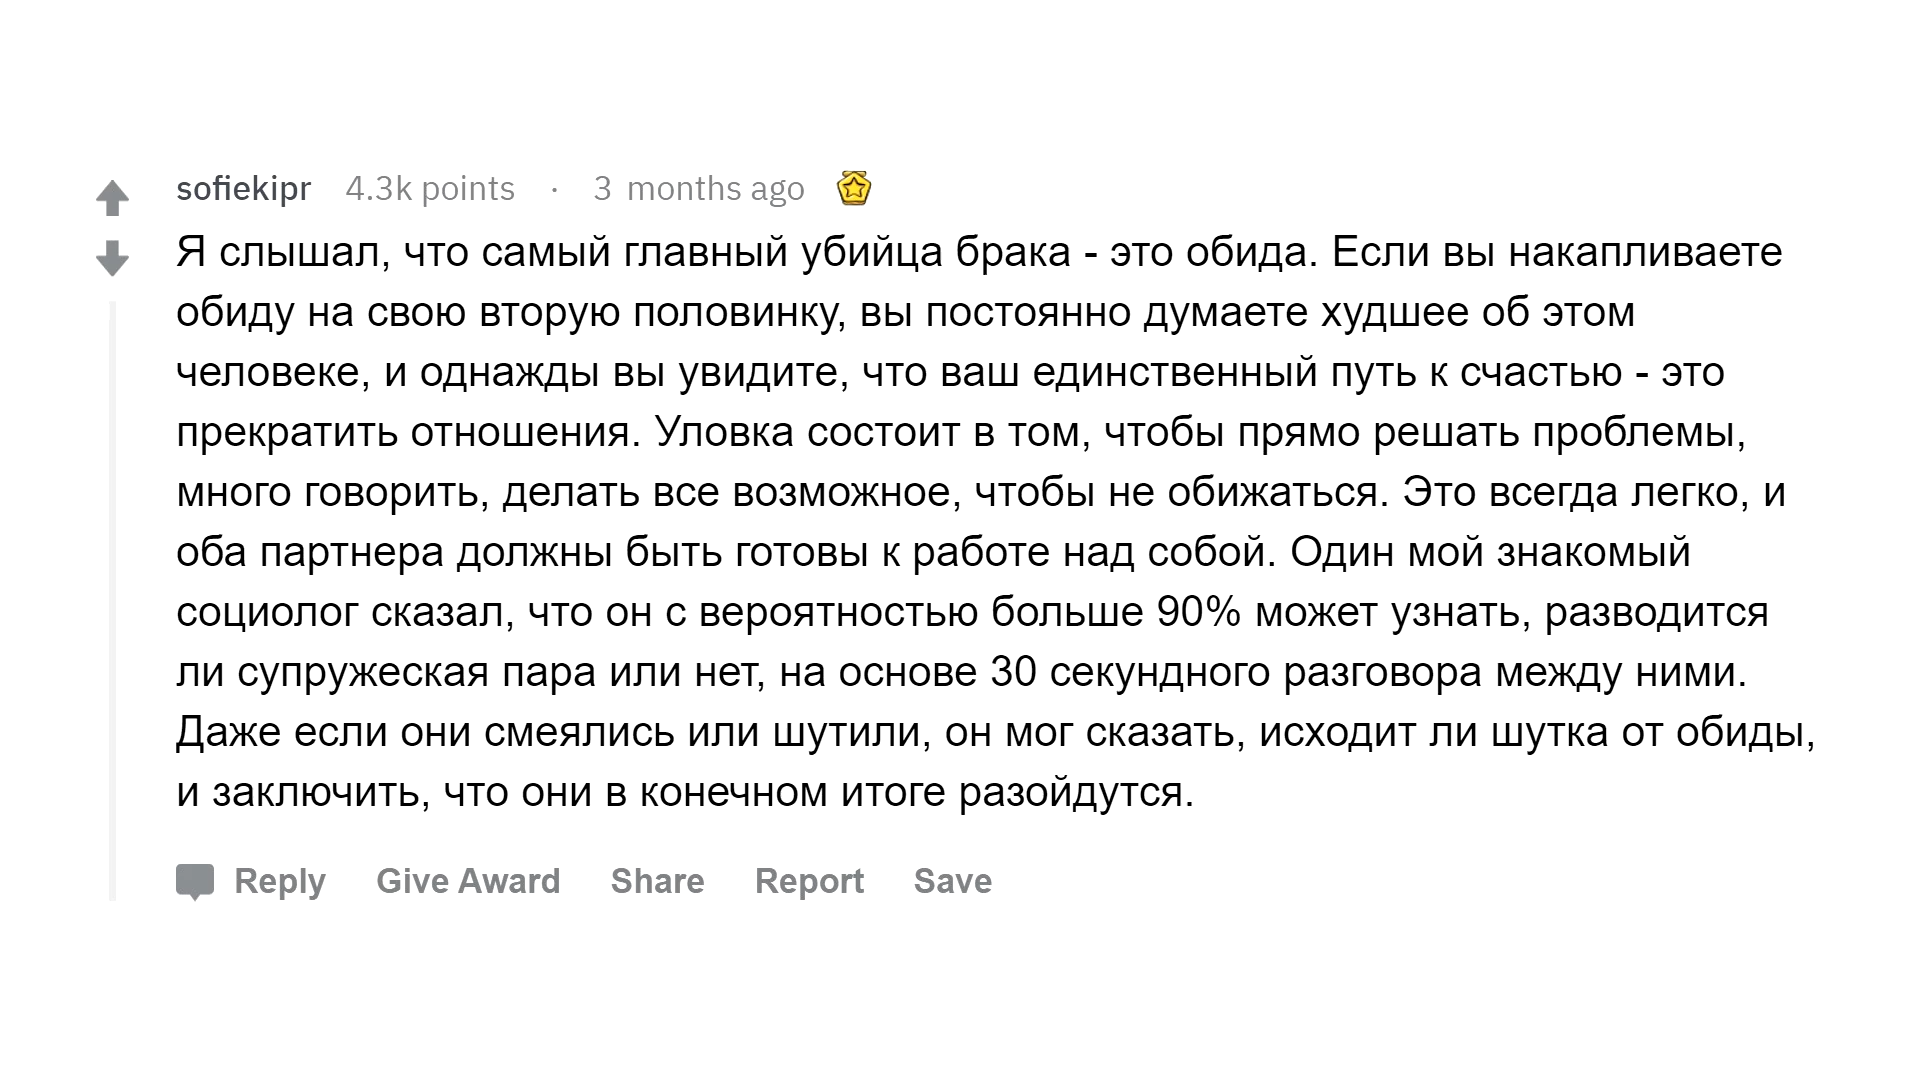 sofiekipr 4.3k points · 3 months ago
Я слышал, что самый главный убийца брака - это обида. Если вы накапливаете
обиду на свою вторую половинку, вы постоянно думаете худшее об этом
человеке, и однажды вы увидите, что ваш единственный путь к счастью - это
прекратить отношения. Уловка состоит в том, чтобы прямо решать проблемы,
много говорить, делать все возможное, чтобы не обижаться. Это всегда легко, и
оба партнера должны быть готовы к работе над собой. Один мой знакомый
социолог сказал, что он с вероятностью больше 90% может узнать, разводится
ли супружеская пара или нет, на основе 30 секундного разговора между ними.
Даже если они смеялись или шутили, он мог сказать, исходит ли шутка от обиды,
и заключить, что они в конечном итоге разойдутся.
Reply Give Award Share Report Save